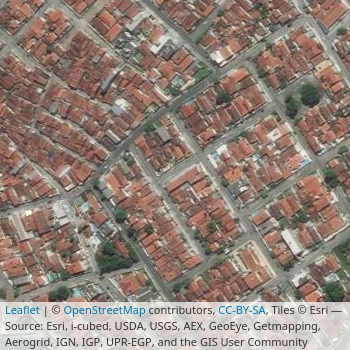 Leaflet | © OpenStreetMap contributors, CC-BY-SA, Tiles © Esri —
Source: Esri, i-cubed, USDA, USGS, AEX, GeoEye, Getmapping,
Aerogrid, IGN, IGP, UPR-EGP, and the GIS User Community